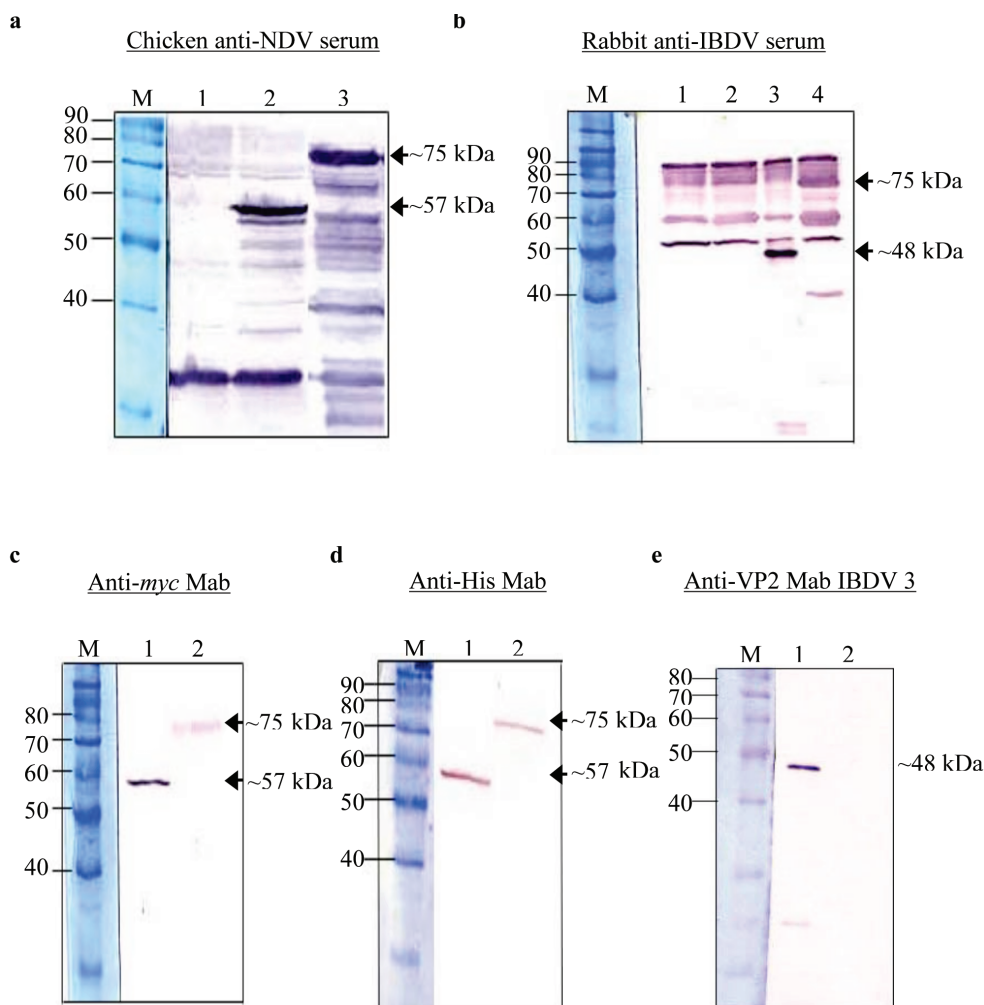 a
Chicken anti-NDV serum
M 1 2 3
90
80
70
60
50
40
~75 kDa
~57 kDa
b
Rabbit anti-IBDV serum
M 1 2 3 4
90
80
70
60
50
40
~75 kDa
~48 kDa
c
Anti-myc Mab
M 1 2
80
70
60
50
40
~75 kDa
~57 kDa
d
Anti-His Mab
M 1 2
90
80
70
60
50
40
~75 kDa
~57 kDa
e
Anti-VP2 Mab IBDV 3
M 1 2
80
70
60
50
40
~48 kDa